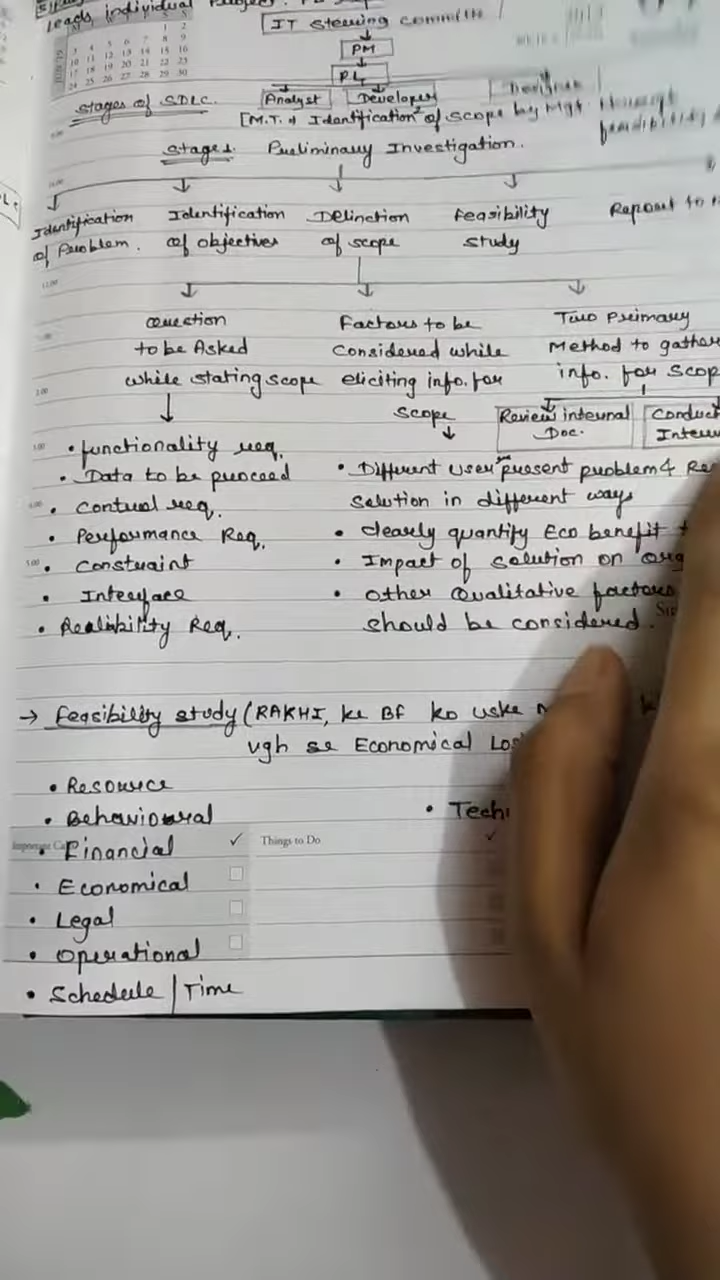 Leads individual Project.
IT Steering Committe
PM
PL
Analyst Developer
Stages of SDLC.
[M.T. of Identification of Scope by Mgt. through
Stages. Preliminary Investigation.
Identification Identification Delinction Feasibility Report to
of Problem. of objectives of scope study
Question Factors to be Two Primary
to be Asked Considered while Method to gather
while stating scope eliciting info. for info. for Scop
scope Review internal Conduct
Doc. Interv
• functionality req.
• Data to be proceed • Different user present problem & Re
• Control req. solution in different ways
• Performance Req. • clearly quantify Eco benefit
• Constraint • Impact of solution on org
• Interface • Other Qualitative factors
• Realibility Req. should be considered.
→ Feasibility study (RAKHI, ke BF ko uske
vgh se Economical Los
• Resource
• Behavioural • Techn
• Financial ✓ Things to Do ✓
• Economical
• Legal
• Operational
• Schedule / Time